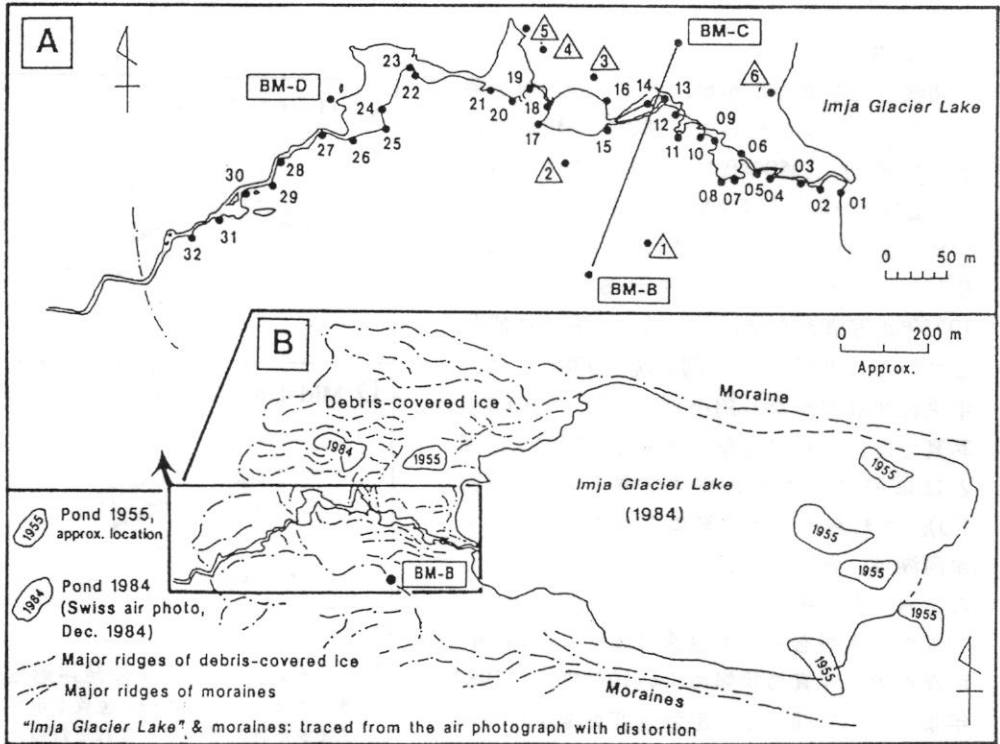 A
BM-C
5
4
3
6
BM-D
Imja Glacier Lake
23
22
24
25
21
20
19
18
17
16
15
14
13
12
11
10
09
08
07
06
05
04
03
02
01
27
26
28
29
30
31
32
2
1
BM-B
0 50 m
B
0 200 m
Approx.
Moraine
Debris-covered ice
1984
1955
1955
Imja Glacier Lake
(1984)
1955
1955
1955
1955
BM-B
1955
Pond 1955,
approx. location
1984
Pond 1984
(Swiss air photo,
Dec. 1984)
Major ridges of debris-covered ice
Major ridges of moraines
Moraines
"Imja Glacier Lake" & moraines: traced from the air photograph with distortion